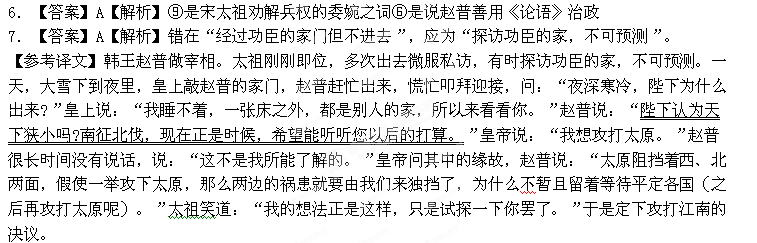 6. 【答案】A【解析】⑨是宋太祖劝解兵权的委婉之词⑥是说赵普善用《论语》治政
7. 【答案】A【解析】错在“经过功臣的家门但不进去”，应为“探访功臣的家，不可预测”。
【参考译文】韩王赵普做宰相。太祖刚刚即位，多次出去微服私访，有时探访功臣的家，不可预测。一
天，大雪下到夜里，皇上敲赵普的家门，赵普赶忙出来，慌忙叩拜迎接，问：“夜深寒冷，陛下为什么
出来？”皇上说：“我睡不着，一张床之外，都是别人的家，所以来看看你。”赵普说：“陛下认为天
下狭小吗?南征北伐，现在正是时候，希望能听听您以后的打算。”皇帝说：“我想攻打太原。”赵普
很长时间没有说话，说：“这不是我所能了解的。”皇帝问其中的缘故，赵普说：“太原阻挡着西、北
两面，假使一举攻下太原，那么两边的祸患就要由我们来独挡了，为什么不暂且留着等待平定各国（之
后再攻打太原呢）。”太祖笑道：“我的想法正是这样，只是试探一下你罢了。”于是定下攻打江南的
决议。